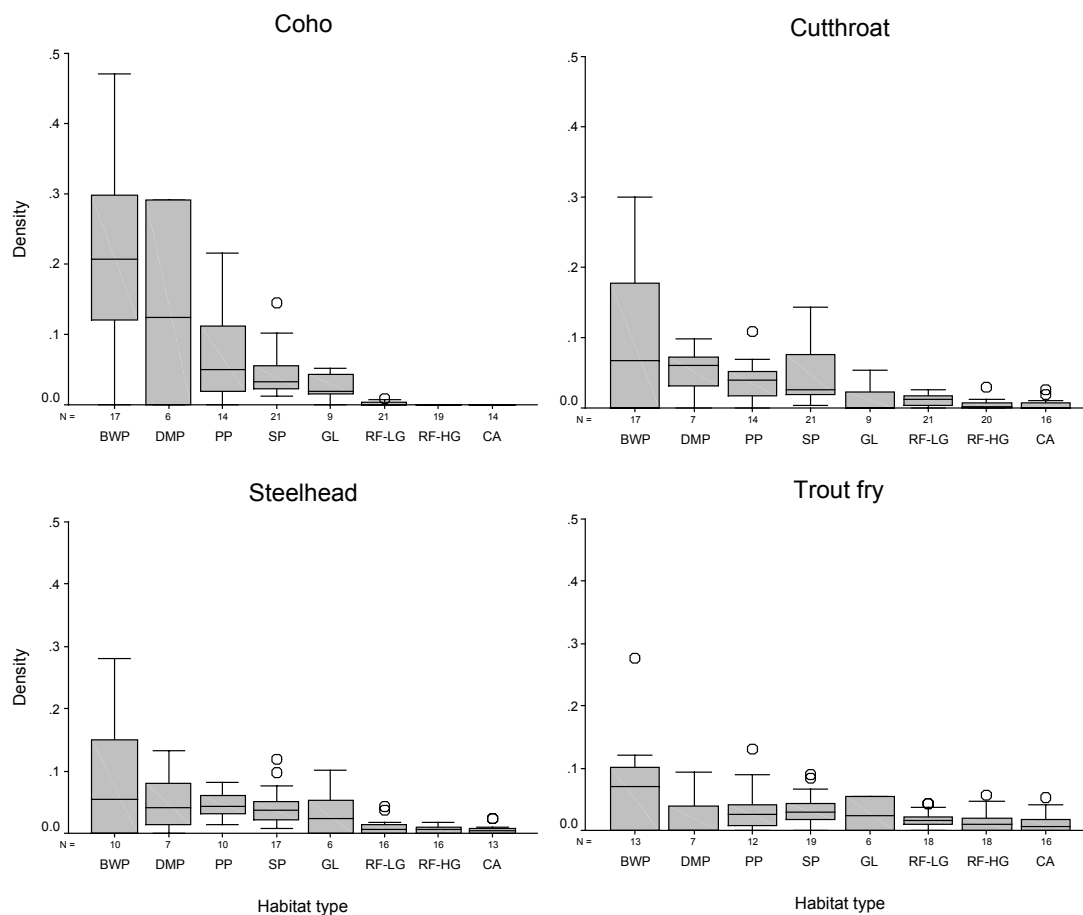 Coho
Density
.5
.4
.3
.2
.1
0.0
N = 17 6 14 21 9 21 19 14
BWP DMP PP SP GL RF-LG RF-HG CA
Cutthroat
.5
.4
.3
.2
.1
0.0
N = 17 7 14 21 9 21 20 16
BWP DMP PP SP GL RF-LG RF-HG CA
Steelhead
Density
.5
.4
.3
.2
.1
0.0
N = 10 7 10 17 6 16 16 13
BWP DMP PP SP GL RF-LG RF-HG CA
Habitat type
Trout fry
.5
.4
.3
.2
.1
0.0
N = 13 7 12 19 6 18 18 16
BWP DMP PP SP GL RF-LG RF-HG CA
Habitat type